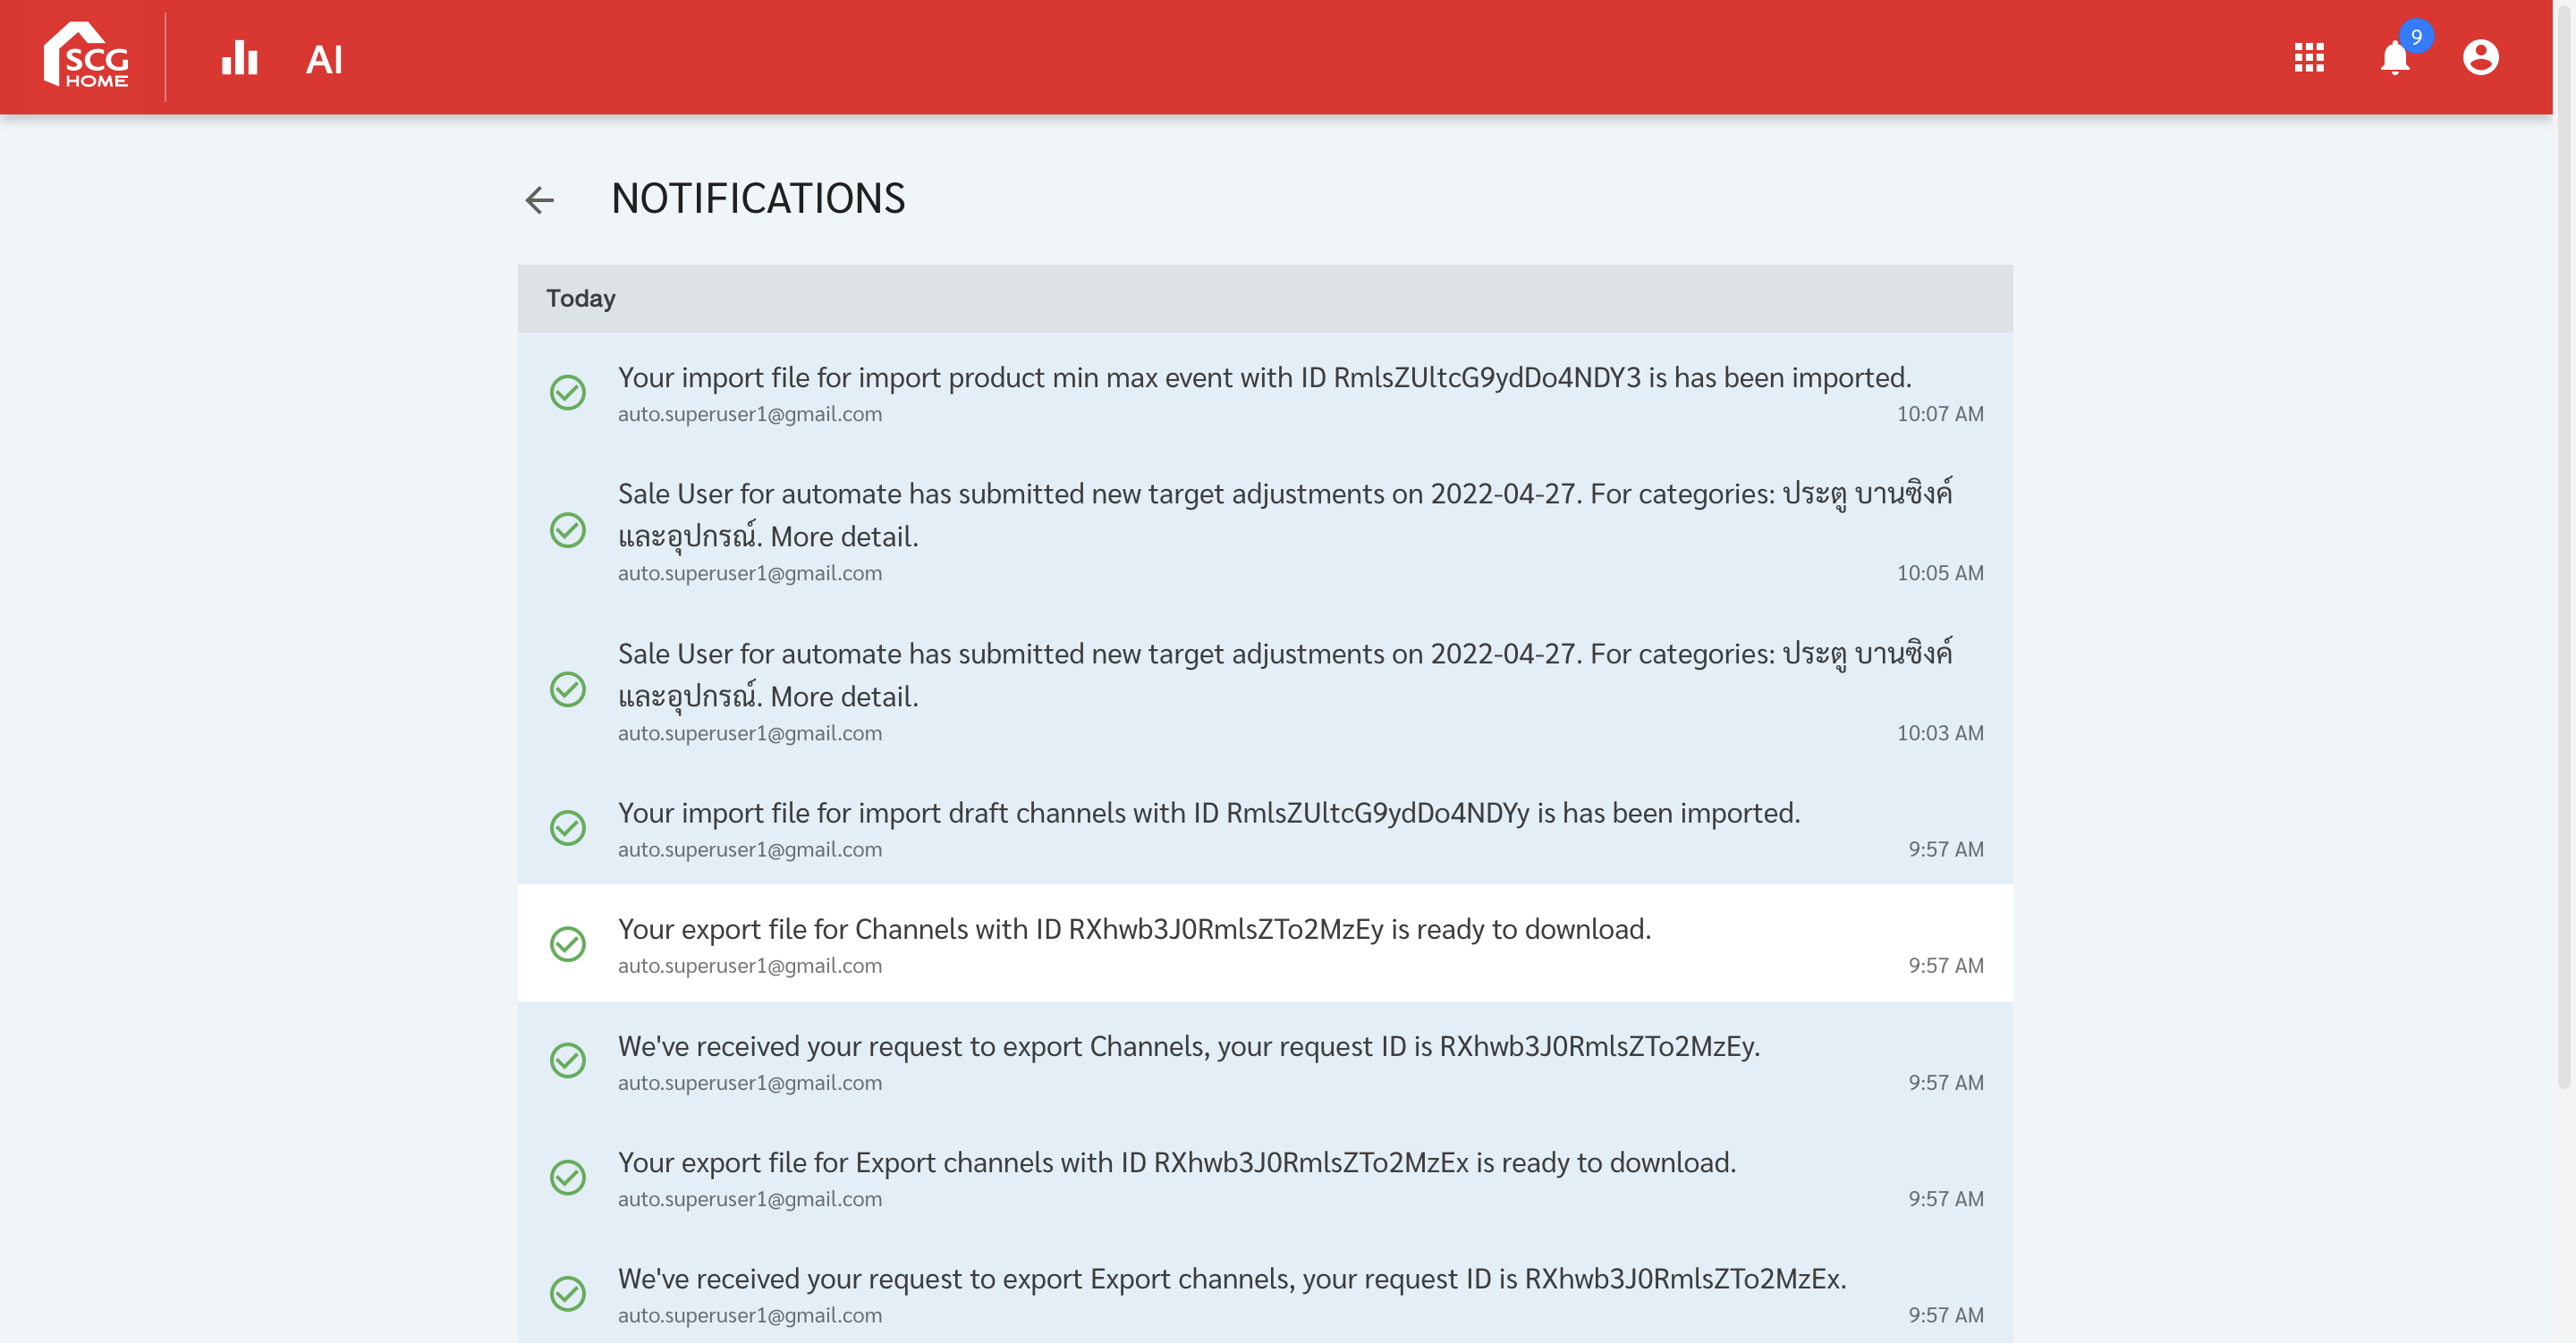 SCG
HOME
AI
9
NOTIFICATIONS
Today
Your import file for import product min max event with ID RmlsZUltcG9ydDo4NDY3 is has been imported.
auto.superuser1@gmail.com
10:07 AM
Sale User for automate has submitted new target adjustments on 2022-04-27. For categories: ประตู บานซิงค์
และอุปกรณ์. More detail.
auto.superuser1@gmail.com
10:05 AM
Sale User for automate has submitted new target adjustments on 2022-04-27. For categories: ประตู บานซิงค์
และอุปกรณ์. More detail.
auto.superuser1@gmail.com
10:03 AM
Your import file for import draft channels with ID RmlsZUltcG9ydDo4NDYy is has been imported.
auto.superuser1@gmail.com
9:57 AM
Your export file for Channels with ID RXhwb3J0RmlsZTo2MzEy is ready to download.
auto.superuser1@gmail.com
9:57 AM
We've received your request to export Channels, your request ID is RXhwb3J0RmlsZTo2MzEy.
auto.superuser1@gmail.com
9:57 AM
Your export file for Export channels with ID RXhwb3J0RmlsZTo2MzEx is ready to download.
auto.superuser1@gmail.com
9:57 AM
We've received your request to export Export channels, your request ID is RXhwb3J0RmlsZTo2MzEx.
auto.superuser1@gmail.com
9:57 AM